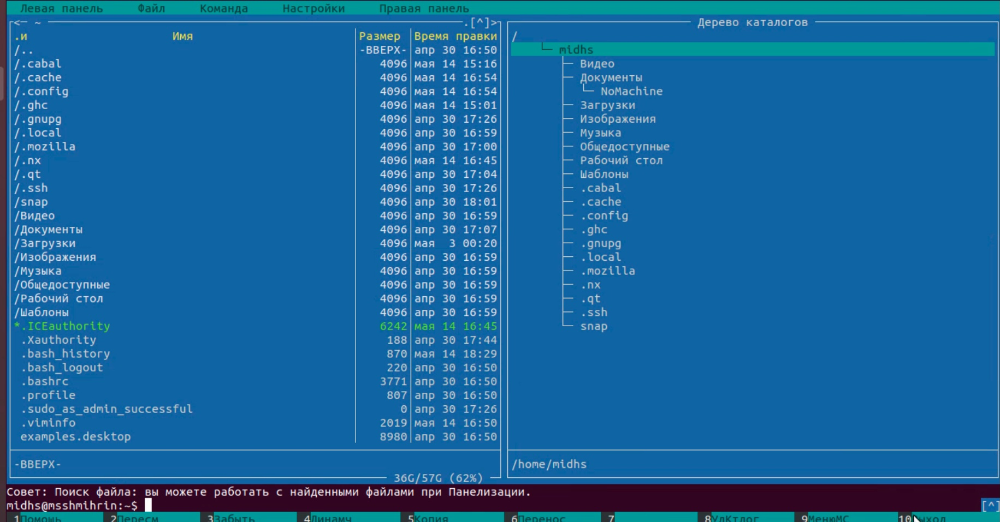 Левая панель Файл Команда Настройки Правая панель
<─ ~ .[^]>
.и Имя Размер Время правки
/.. -ВВЕРХ- апр 30 16:50
/.cabal 4096 мая 14 15:16
/.cache 4096 мая 14 16:54
/.config 4096 мая 14 16:54
/.ghc 4096 мая 14 15:01
/.gnupg 4096 апр 30 17:26
/.local 4096 апр 30 16:59
/.mozilla 4096 апр 30 17:00
/.nx 4096 мая 14 16:45
/.qt 4096 апр 30 17:04
/.ssh 4096 апр 30 17:26
/snap 4096 апр 30 18:01
/Видео 4096 апр 30 16:59
/Документы 4096 апр 30 17:07
/Загрузки 4096 мая 3 00:20
/Изображения 4096 апр 30 16:59
/Музыка 4096 апр 30 16:59
/Общедоступные 4096 апр 30 16:59
/Рабочий стол 4096 апр 30 16:59
/Шаблоны 4096 апр 30 16:59
*.ICEauthority 6242 мая 14 16:45
.Xauthority 188 апр 30 17:44
.bash_history 870 мая 14 18:29
.bash_logout 220 апр 30 16:50
.bashrc 3771 апр 30 16:50
.profile 807 апр 30 16:50
.sudo_as_admin_successful 0 апр 30 17:26
.viminfo 2019 мая 14 16:50
examples.desktop 8980 апр 30 16:50
-ВВЕРХ-
36G/57G (62%)
Дерево каталогов
/
midhs
Видео
Документы
NoMachine
Загрузки
Изображения
Музыка
Общедоступные
Рабочий стол
Шаблоны
.cabal
.cache
.config
.ghc
.gnupg
.local
.mozilla
.nx
.qt
.ssh
snap
/home/midhs
Совет: Поиск файла: вы можете работать с найденными файлами при Панелизации.
midhs@msshmihrin:~$ [^]
1Помощь 2Пересм 3Забыть 4Динамч 5Копия 6Перенос 7 8УдКтлог 9МенюМС 10Выход